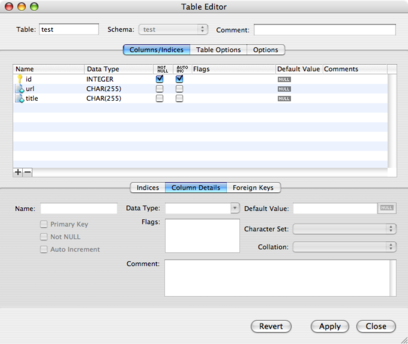 Table Editor
Table: test Schema: test Comment:
Columns/Indices Table Options Options
Name Data Type NOT NULL AUTO INC Flags Default Value Comments
id INTEGER NULL
url CHAR(255) NULL
title CHAR(255) NULL
Indices Column Details Foreign Keys
Name: Data Type: Default Value: NULL
Primary Key Flags: Character Set:
Not NULL
Auto Increment Collation:
Comment:
Revert Apply Close